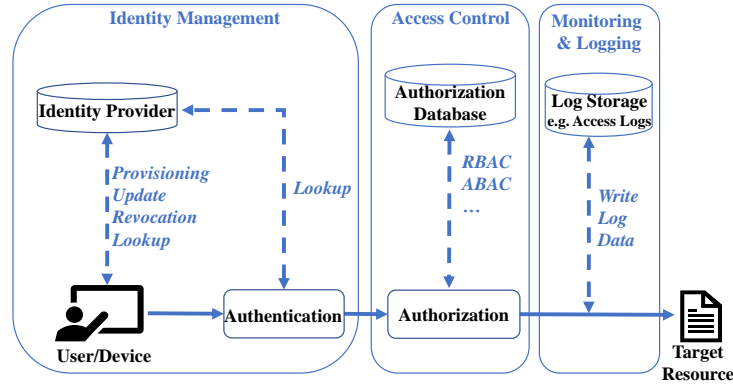 Identity Management
Access Control
Monitoring
& Logging
Identity Provider
Authorization
Database
Log Storage
e.g. Access Logs
Provisioning
Update
Revocation
Lookup
Lookup
RBAC
ABAC
...
Write
Log
Data
Authentication
Authorization
User/Device
Target
Resource